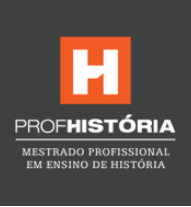 H
PROFHISTÓRIA
MESTRADO PROFISSIONAL
EM ENSINO DE HISTÓRIA